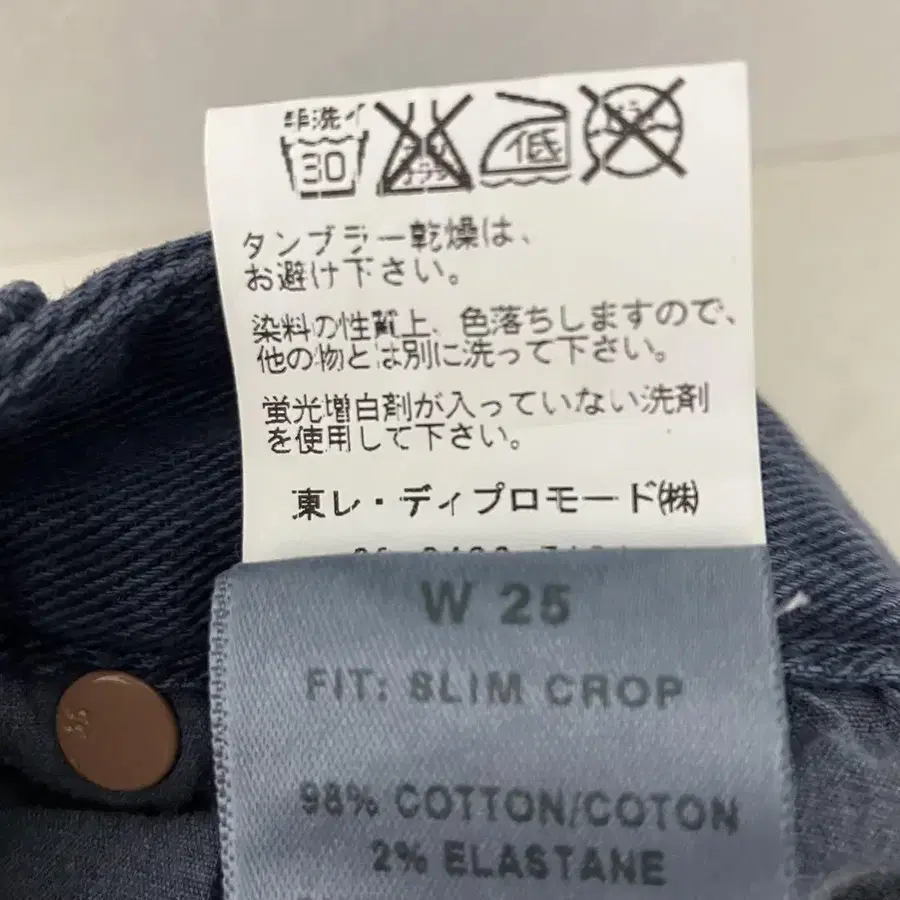 非洗イ
30
低
タンブラー乾燥は、
お避け下さい。
染料の性質上、色落ちしますので、
他の物とは別に洗って下さい。
蛍光増白剤が入っていない洗剤
を使用して下さい。
東レ・ディプロモード㈱
W 25
FIT: SLIM CROP
98% COTTON/COTON
2% ELASTANE